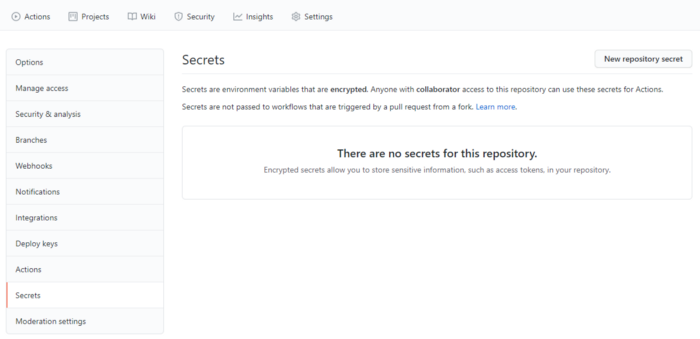 Actions Projects Wiki Security Insights Settings
Options
Manage access
Security & analysis
Branches
Webhooks
Notifications
Integrations
Deploy keys
Actions
Secrets
Moderation settings
Secrets
New repository secret
Secrets are environment variables that are encrypted. Anyone with collaborator access to this repository can use these secrets for Actions.
Secrets are not passed to workflows that are triggered by a pull request from a fork. Learn more.
There are no secrets for this repository.
Encrypted secrets allow you to store sensitive information, such as access tokens, in your repository.